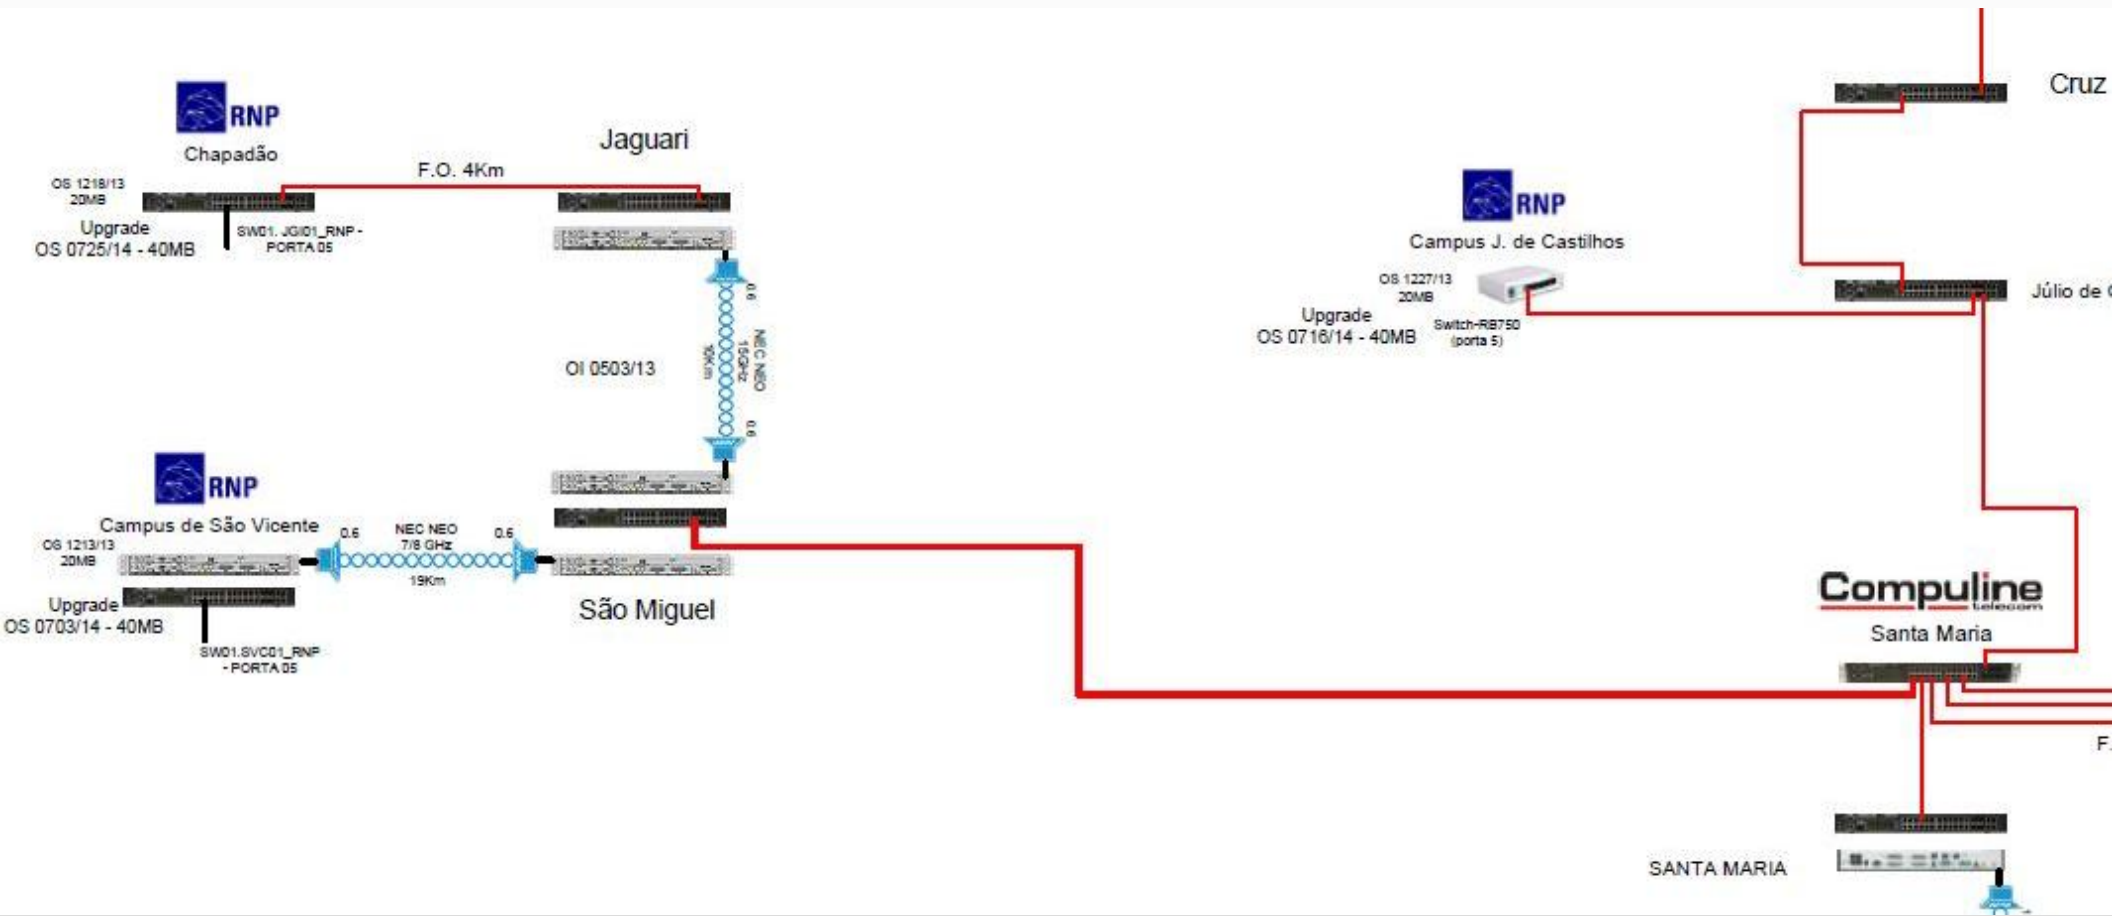 RNP
Chapadão
OS 1218/13
20MB
Upgrade
OS 0725/14 - 40MB
SW01. JGI01_RNP -
PORTA 05
F.O. 4Km
Jaguari
0.6
NEC NEO
15GHz
10Km
0.6
OI 0503/13
RNP
Campus de São Vicente
OS 1213/13
20MB
Upgrade
OS 0703/14 - 40MB
SW01.SVC01_RNP
- PORTA 05
0.6
NEC NEO
7/8 GHz
0.6
19Km
São Miguel
RNP
Campus J. de Castilhos
OS 1227/13
20MB
Upgrade
OS 0716/14 - 40MB
Switch-RB750
(porta 5)
Cruz
Júlio de
Compuline
telecom
Santa Maria
F.
SANTA MARIA